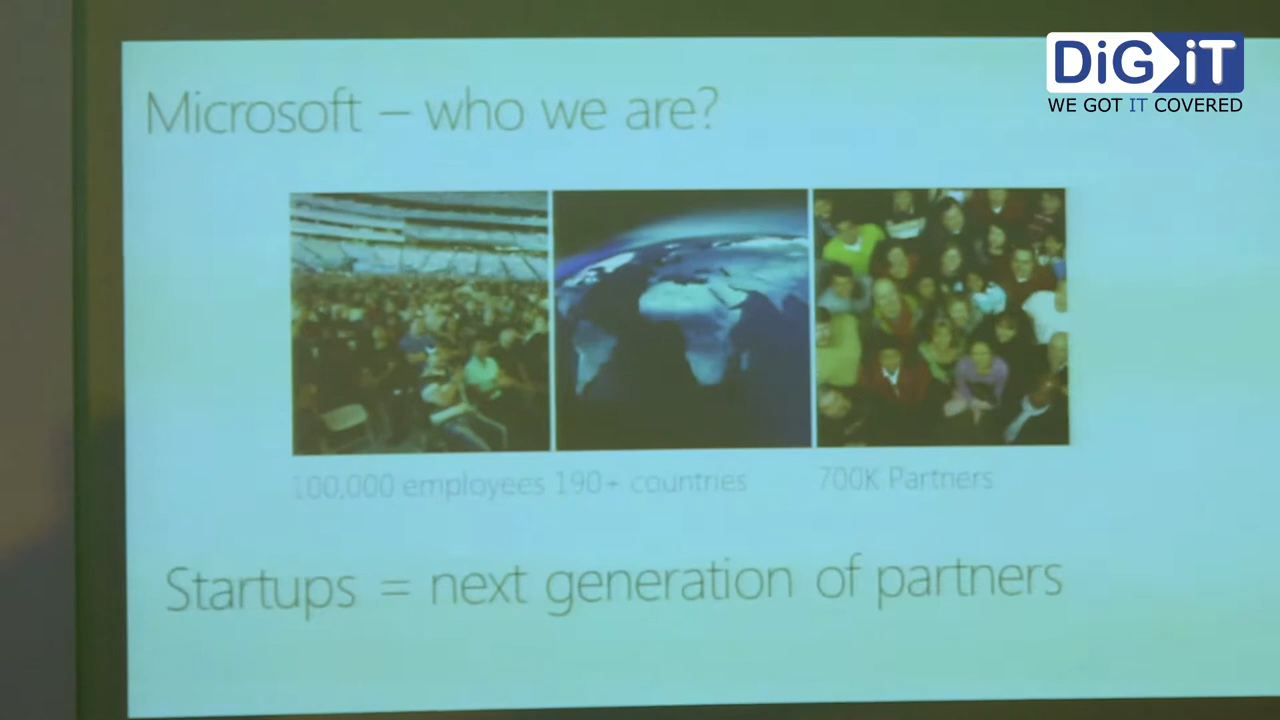 DiG iT
WE GOT IT COVERED
Microsoft – who we are?
100,000 employees 190+ countries 700K Partners
Startups = next generation of partners